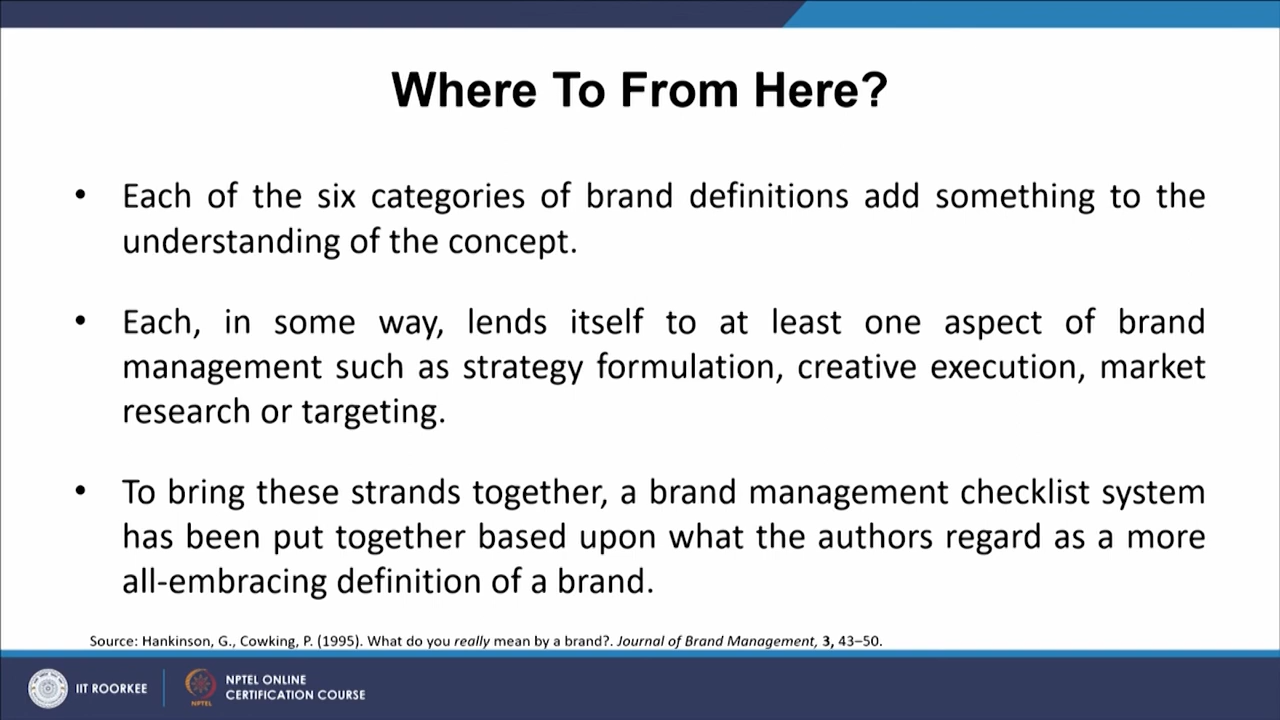 Where To From Here?
• Each of the six categories of brand definitions add something to the
understanding of the concept.
• Each, in some way, lends itself to at least one aspect of brand
management such as strategy formulation, creative execution, market
research or targeting.
• To bring these strands together, a brand management checklist system
has been put together based upon what the authors regard as a more
all-embracing definition of a brand.
Source: Hankinson, G., Cowking, P. (1995). What do you really mean by a brand?. Journal of Brand Management, 3, 43–50.
IIT ROORKEE
NPTEL ONLINE
CERTIFICATION COURSE
NPTEL